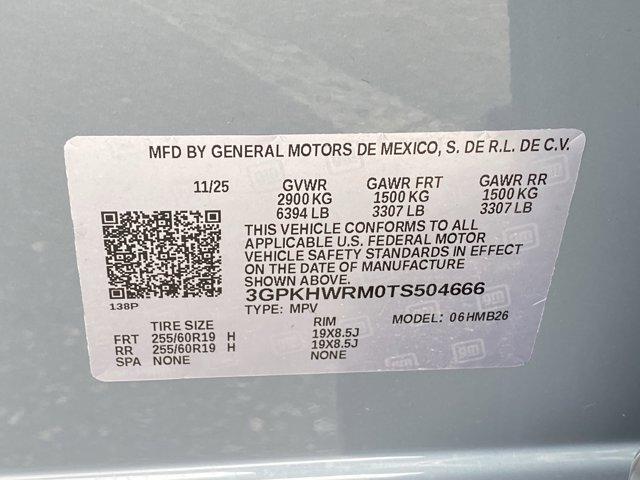 MFD BY GENERAL MOTORS DE MEXICO, S. DE R.L. DE C.V.
11/25 GVWR GAWR FRT GAWR RR
2900 KG 1500 KG 1500 KG
6394 LB 3307 LB 3307 LB
THIS VEHICLE CONFORMS TO ALL
APPLICABLE U.S. FEDERAL MOTOR
VEHICLE SAFETY STANDARDS IN EFFECT
ON THE DATE OF MANUFACTURE
SHOWN ABOVE.
3GPKHWRM0TS504666
138P
TYPE: MPV MODEL: 06HMB26
TIRE SIZE RIM
FRT 255/60R19 H 19X8.5J
RR 255/60R19 H 19X8.5J
SPA NONE NONE